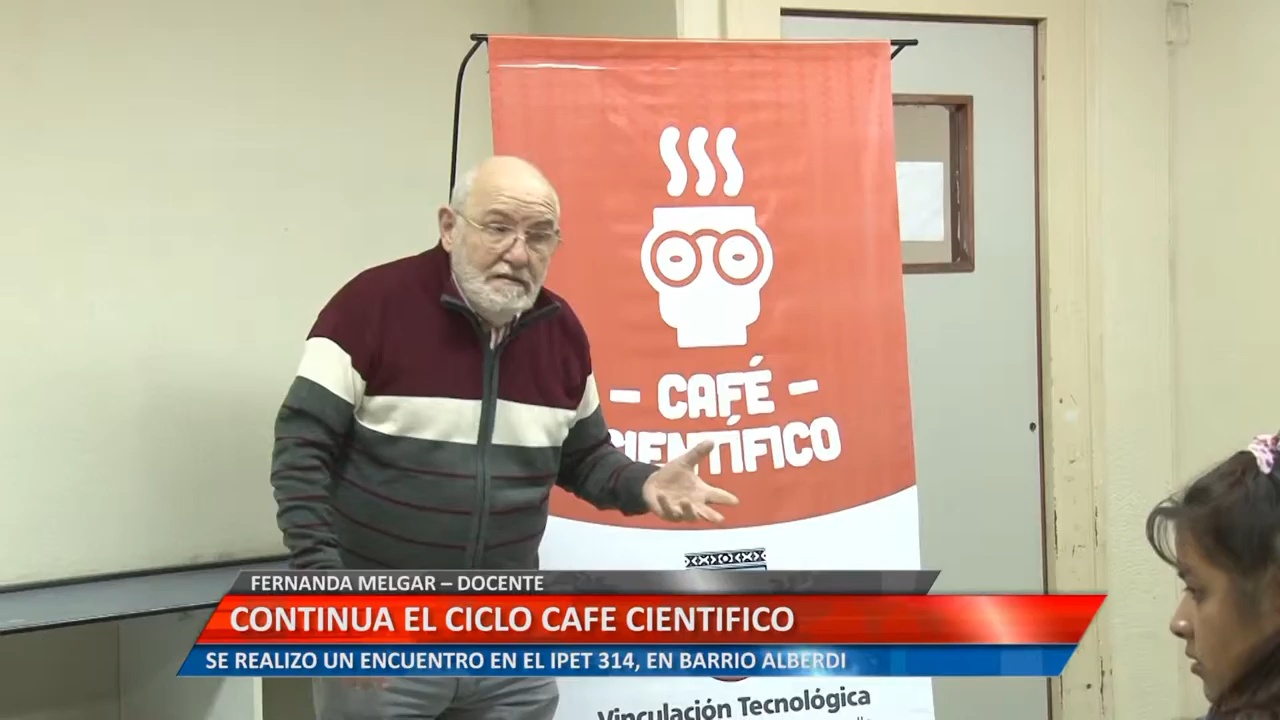 – CAFÉ –
CIENTÍFICO
FERNANDA MELGAR – DOCENTE
CONTINUA EL CICLO CAFE CIENTIFICO
SE REALIZO UN ENCUENTRO EN EL IPET 314, EN BARRIO ALBERDI
Vinculación Tecnológica